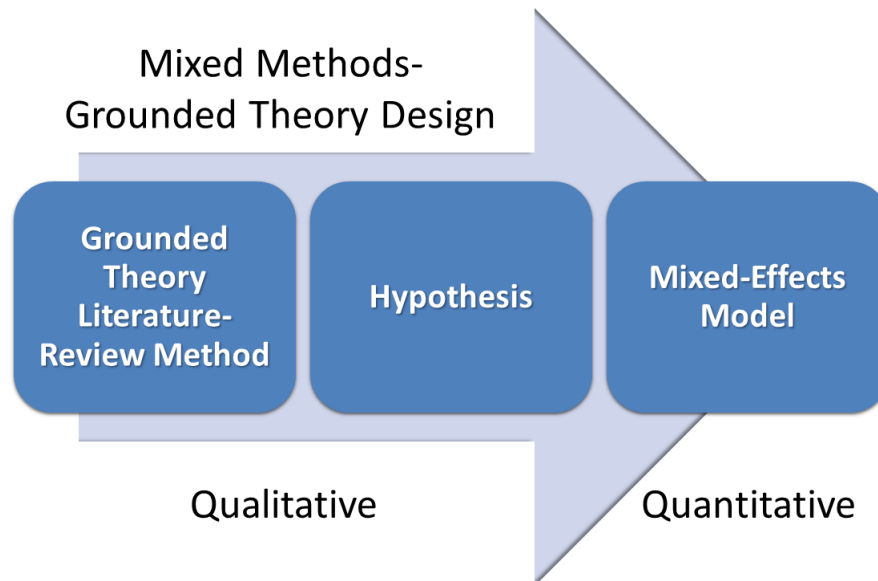 Mixed Methods-
Grounded Theory Design
Grounded
Theory
Literature-
Review Method
Hypothesis
Mixed-Effects
Model
Qualitative
Quantitative